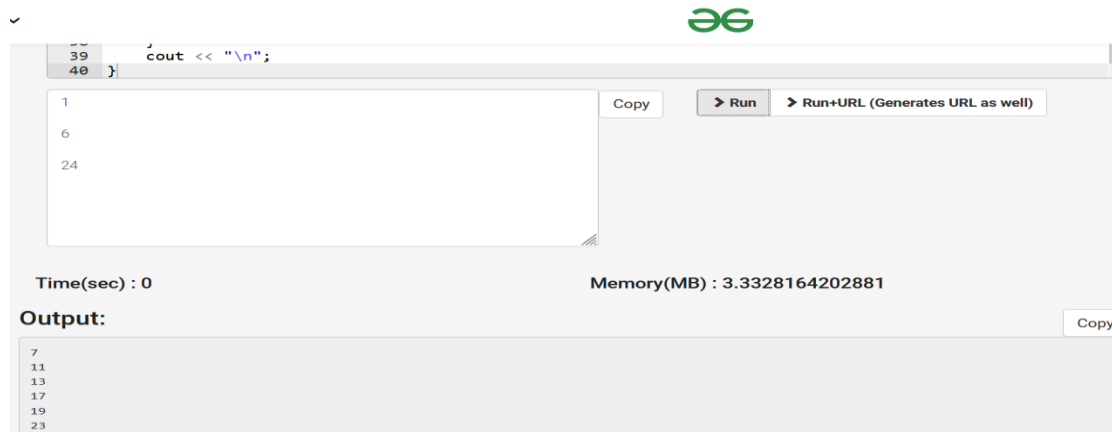 39 cout << "\n";
40 }
1
Copy
> Run
> Run+URL (Generates URL as well)
6
24
Time(sec) : 0
Memory(MB) : 3.3328164202881
Output:
Copy
7
11
13
17
19
23